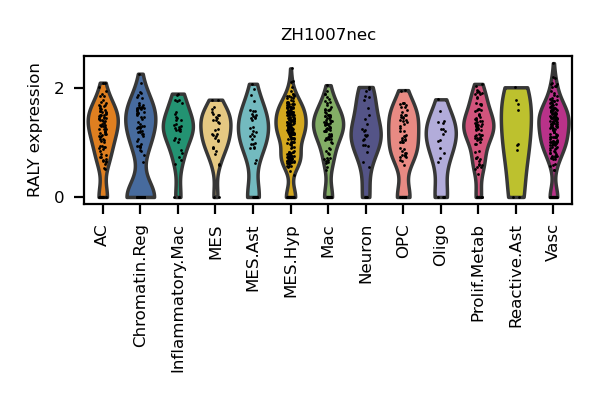 ZH1007nec
RALY expression
2
0
AC
Chromatin.Reg
Inflammatory.Mac
MES
MES.Ast
MES.Hyp
Mac
Neuron
OPC
Oligo
Prolif.Metab
Reactive.Ast
Vasc